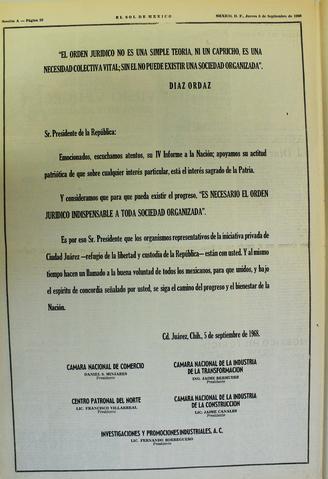 Sección A — Página 10
EL SOL DE MEXICO
MEXICO, D. F., Jueves 5 de Septiembre de 1968
"EL ORDEN JURIDICO NO ES UNA SIMPLE TEORIA, NI UN CAPRICHO, ES UNA
NECESIDAD COLECTIVA VITAL; SIN EL NO PUEDE EXISTIR UNA SOCIEDAD ORGANIZADA".
DIAZ ORDAZ
Sr. Presidente de la República:
Emocionados, escuchamos atentos, su IV Informe a la Nación; apoyamos su actitud
patriótica de que sobre cualquier interés particular, está el interés sagrado de la Patria.
Y consideramos que para que pueda existir el progreso, "ES NECESARIO EL ORDEN
JURIDICO INDISPENSABLE A TODA SOCIEDAD ORGANIZADA".
Es por eso Sr. Presidente que los organismos representativos de la iniciativa privada de
Ciudad Juárez —refugio de la libertad y custodia de la República— están con usted. Y al mismo
tiempo hacen un llamado a la buena voluntad de todos los mexicanos, para que unidos, y bajo
el espíritu de concordia señalado por usted, se siga el camino del progreso y el bienestar de la
Nación.
Cd. Juárez, Chih., 5 de septiembre de 1968.
CAMARA NACIONAL DE COMERCIO
DANIEL S. MIJARES
Presidente
CAMARA NACIONAL DE LA INDUSTRIA
DE LA TRANSFORMACION
ING. JAIME BERMUDEZ
Presidente
CENTRO PATRONAL DEL NORTE
LIC. FRANCISCO VILLARREAL
Presidente
CAMARA NACIONAL DE LA INDUSTRIA
DE LA CONSTRUCCION
LIC. JAIME CANALES
Presidente
INVESTIGACIONES Y PROMOCIONES INDUSTRIALES, A. C.
LIC. FERNANDO BORREGUERO
Presidente